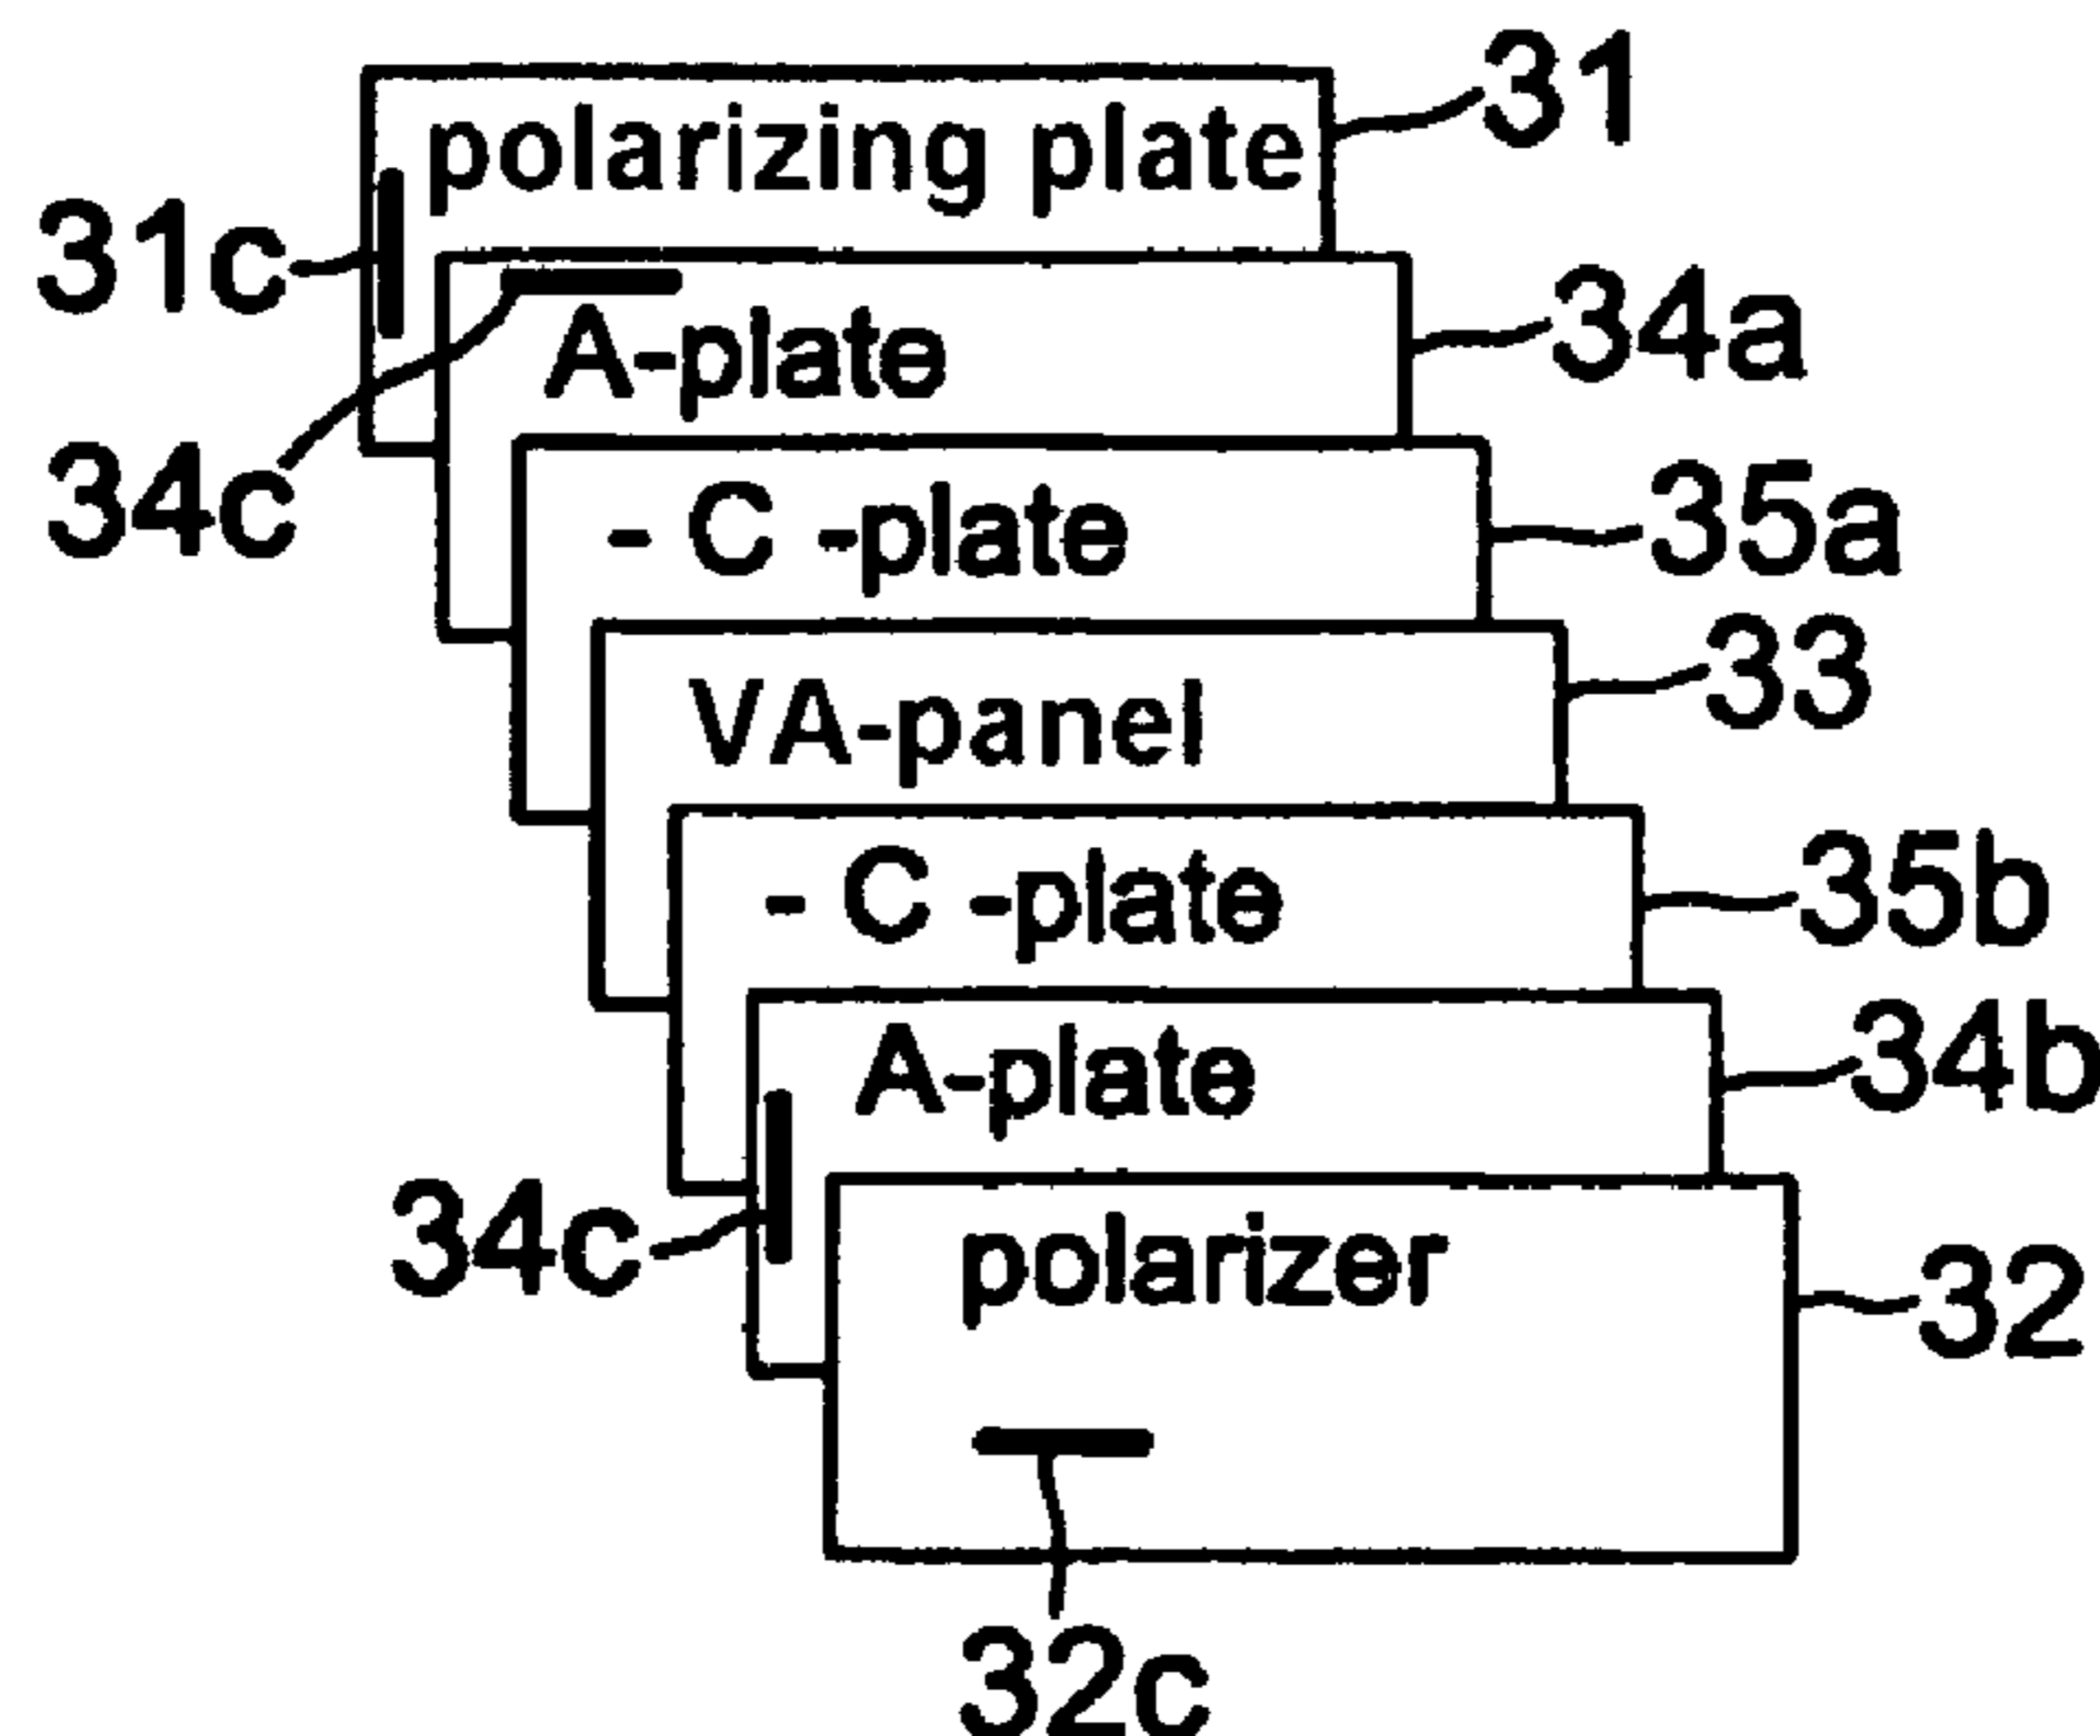 31
polarizing plate
31c
34a
A-plate
34c
35a
- C -plate
33
VA-panel
35b
- C -plate
34b
A-plate
34c
polarizer
32
32c